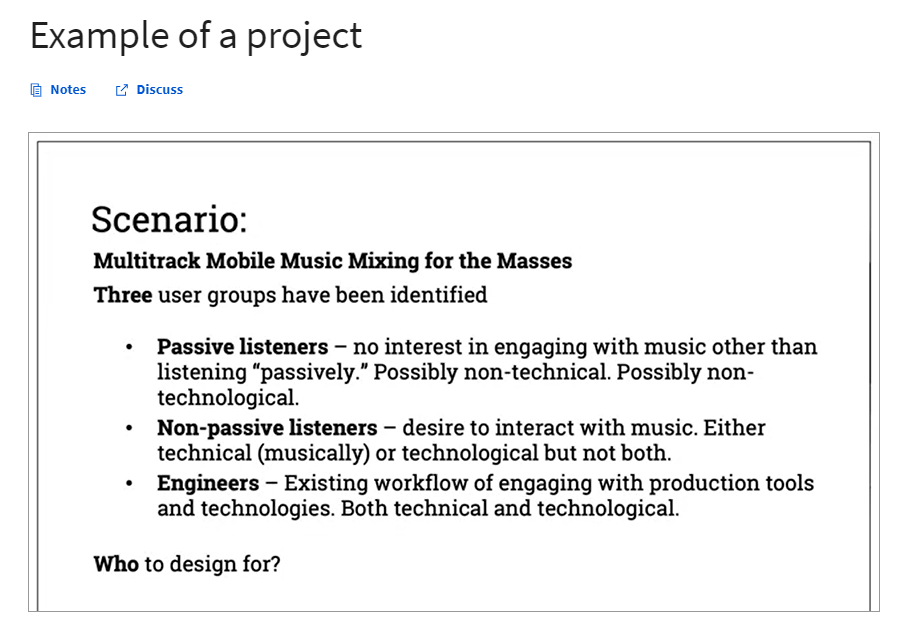 Example of a project
Notes
Discuss
Scenario:
Multitrack Mobile Music Mixing for the Masses
Three user groups have been identified
• Passive listeners – no interest in engaging with music other than
listening “passively.” Possibly non-technical. Possibly non-
technological.
• Non-passive listeners – desire to interact with music. Either
technical (musically) or technological but not both.
• Engineers – Existing workflow of engaging with production tools
and technologies. Both technical and technological.
Who to design for?